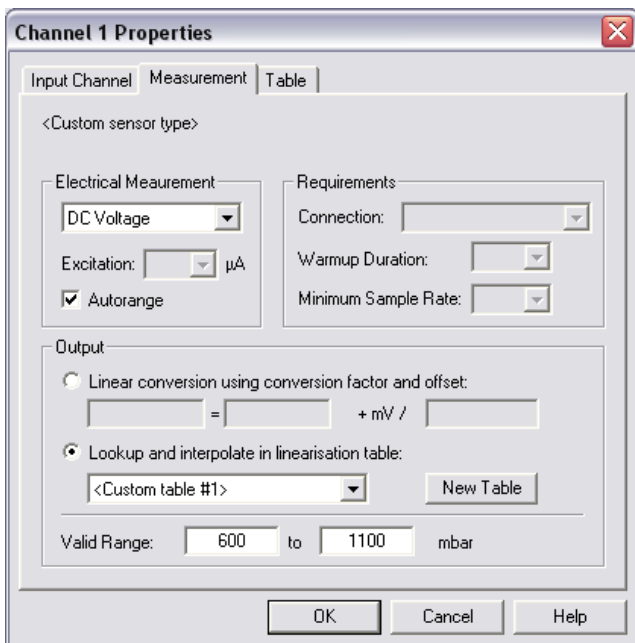 Channel 1 Properties
Input Channel Measurement Table
<Custom sensor type>
Electrical Meaurement
DC Voltage
Excitation: µA
Autorange
Requirements
Connection:
Warmup Duration:
Minimum Sample Rate:
Output
Linear conversion using conversion factor and offset:
= + mV /
Lookup and interpolate in linearisation table:
<Custom table #1> New Table
Valid Range: 600 to 1100 mbar
OK Cancel Help